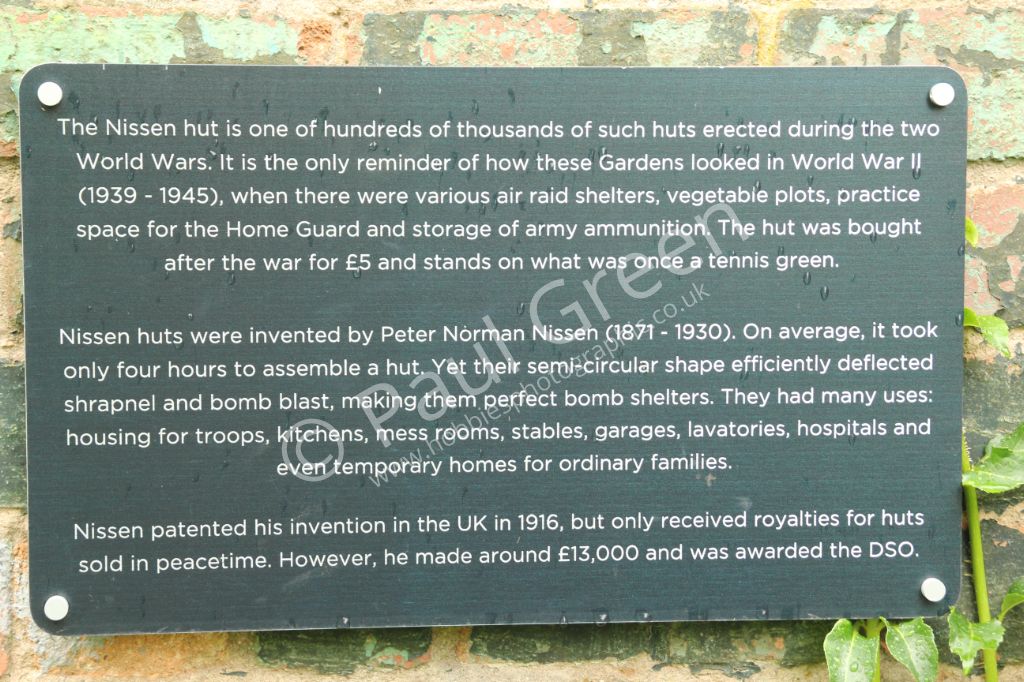 The Nissen hut is one of hundreds of thousands of such huts erected during the two
World Wars. It is the only reminder of how these Gardens looked in World War II
(1939 - 1945), when there were various air raid shelters, vegetable plots, practice
space for the Home Guard and storage of army ammunition. The hut was bought
after the war for £5 and stands on what was once a tennis green.
Nissen huts were invented by Peter Norman Nissen (1871 - 1930). On average, it took
only four hours to assemble a hut. Yet their semi-circular shape efficiently deflected
shrapnel and bomb blast, making them perfect bomb shelters. They had many uses:
housing for troops, kitchens, mess rooms, stables, garages, lavatories, hospitals and
even temporary homes for ordinary families.
Nissen patented his invention in the UK in 1916, but only received royalties for huts
sold in peacetime. However, he made around £13,000 and was awarded the DSO.
© Paul Green
www.hobbiesphotographs.co.uk